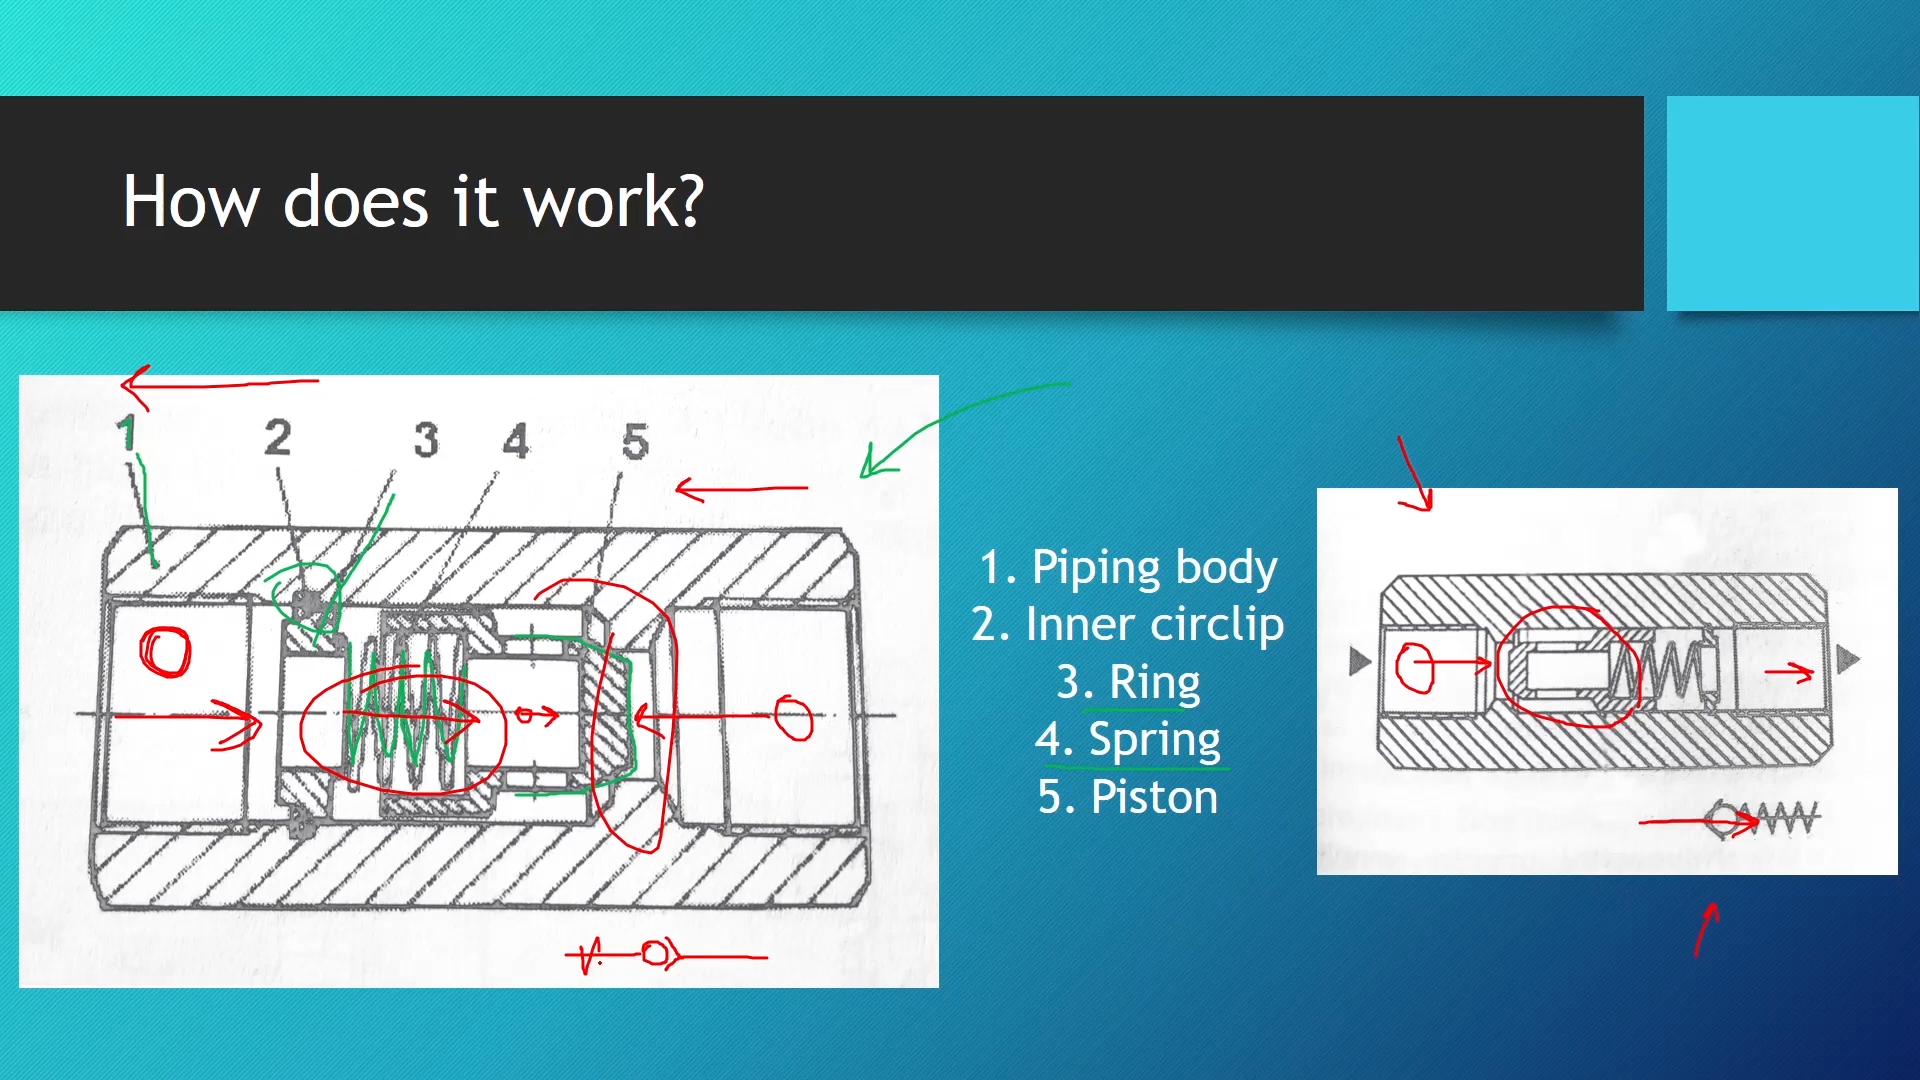 How does it work?
1 2 3 4 5
1. Piping body
2. Inner circlip
3. Ring
4. Spring
5. Piston